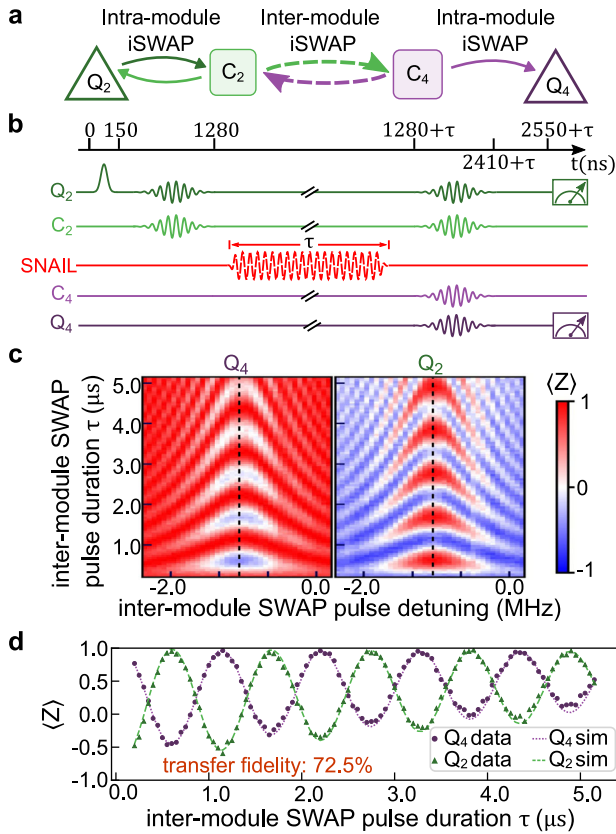 a
Intra-module iSWAP
Inter-module iSWAP
Intra-module iSWAP
Q₂
C₂
C₄
Q₄
b
0 150 1280 1280+τ 2550+τ
2410+τ t(ns)
Q₂
C₂
τ
SNAIL
C₄
Q₄
c
Q₄ Q₂ ⟨Z⟩
inter-module SWAP
pulse duration τ (μs)
5.0
4.0
3.0
2.0
1.0
1
0
-1
-2.0 0.0 -2.0 0.0
inter-module SWAP pulse detuning (MHz)
d
⟨Z⟩
1.0
0.5
0.0
-0.5
-1.0
Q₄ data Q₄ sim
Q₂ data Q₂ sim
transfer fidelity: 72.5%
0.0 1.0 2.0 3.0 4.0 5.0
inter-module SWAP pulse duration τ (μs)